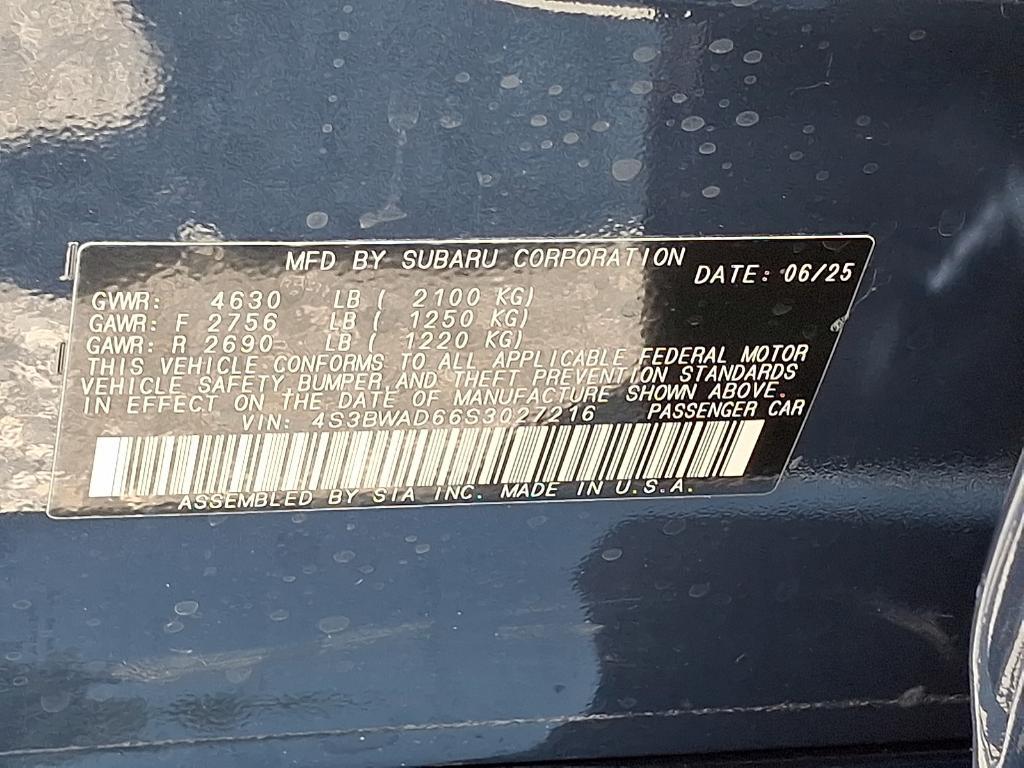 MFD BY SUBARU CORPORATION DATE: 06/25
GVWR: 4630 LB ( 2100 KG)
GAWR: F 2756 LB ( 1250 KG)
GAWR: R 2690 LB ( 1220 KG)
THIS VEHICLE CONFORMS TO ALL APPLICABLE FEDERAL MOTOR
VEHICLE SAFETY, BUMPER, AND THEFT PREVENTION STANDARDS
IN EFFECT ON THE DATE OF MANUFACTURE SHOWN ABOVE.
VIN: 4S3BWAD66S3027216 PASSENGER CAR
ASSEMBLED BY SIA INC. MADE IN U.S.A.